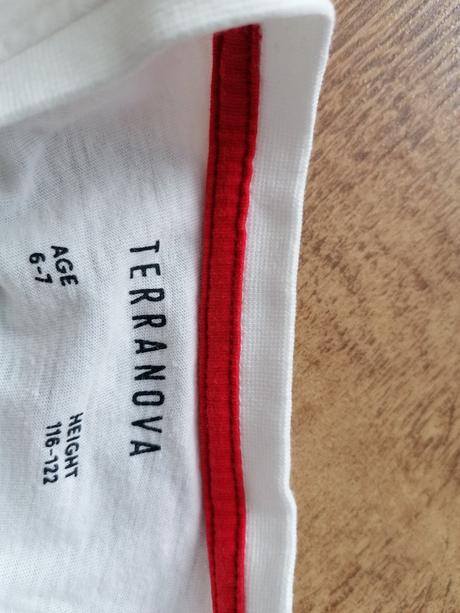 TERRANOVA
AGE
6-7
HEIGHT
116-122